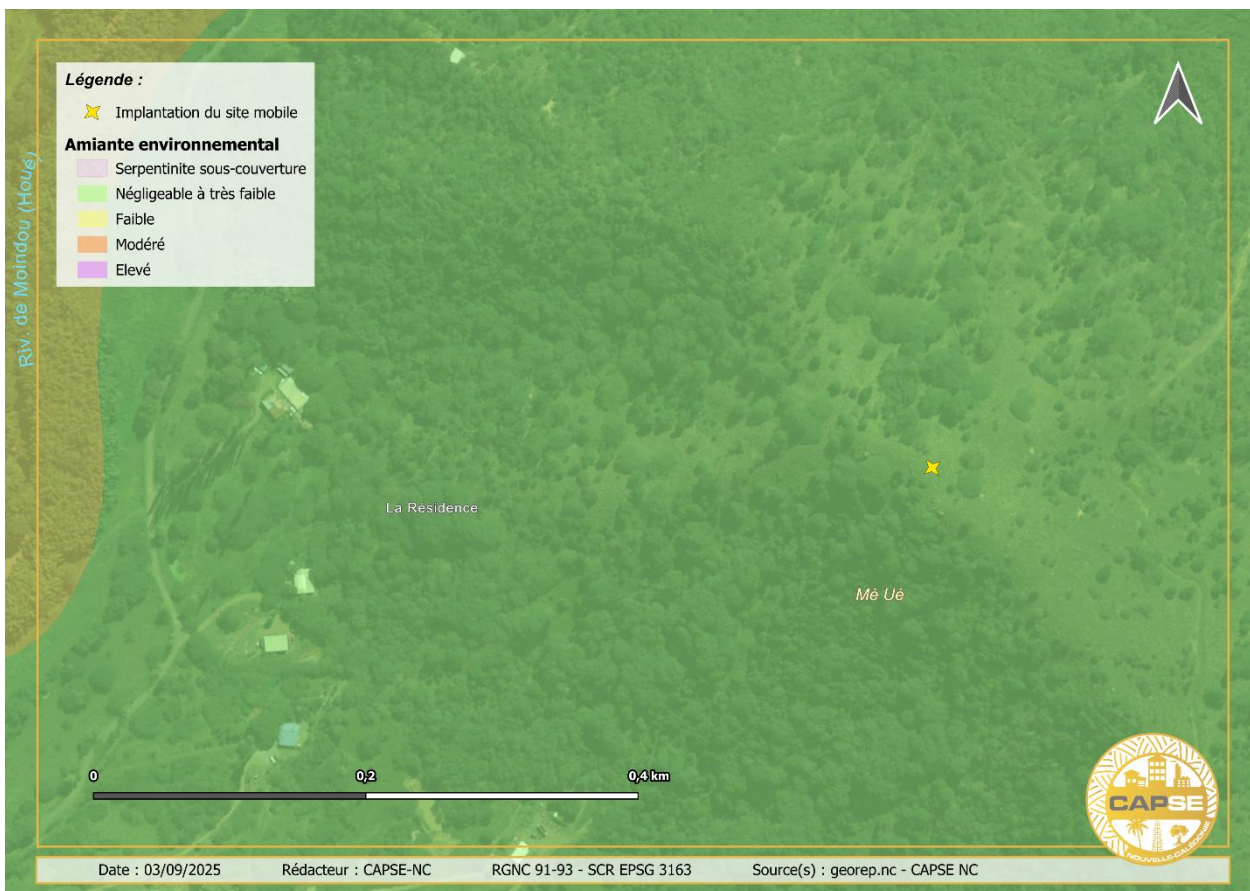 Légende :
Implantation du site mobile
Amiante environnemental
Serpentinite sous-couverture
Négligeable à très faible
Faible
Modéré
Elevé
Riv. de Moindou (Houé)
La Résidence
Mê Ué
0 0,2 0,4 km
CAPSE
NOUVELLE-CALÉDONIE
Date : 03/09/2025 Rédacteur : CAPSE-NC RGNC 91-93 - SCR EPSG 3163 Source(s) : georep.nc - CAPSE NC